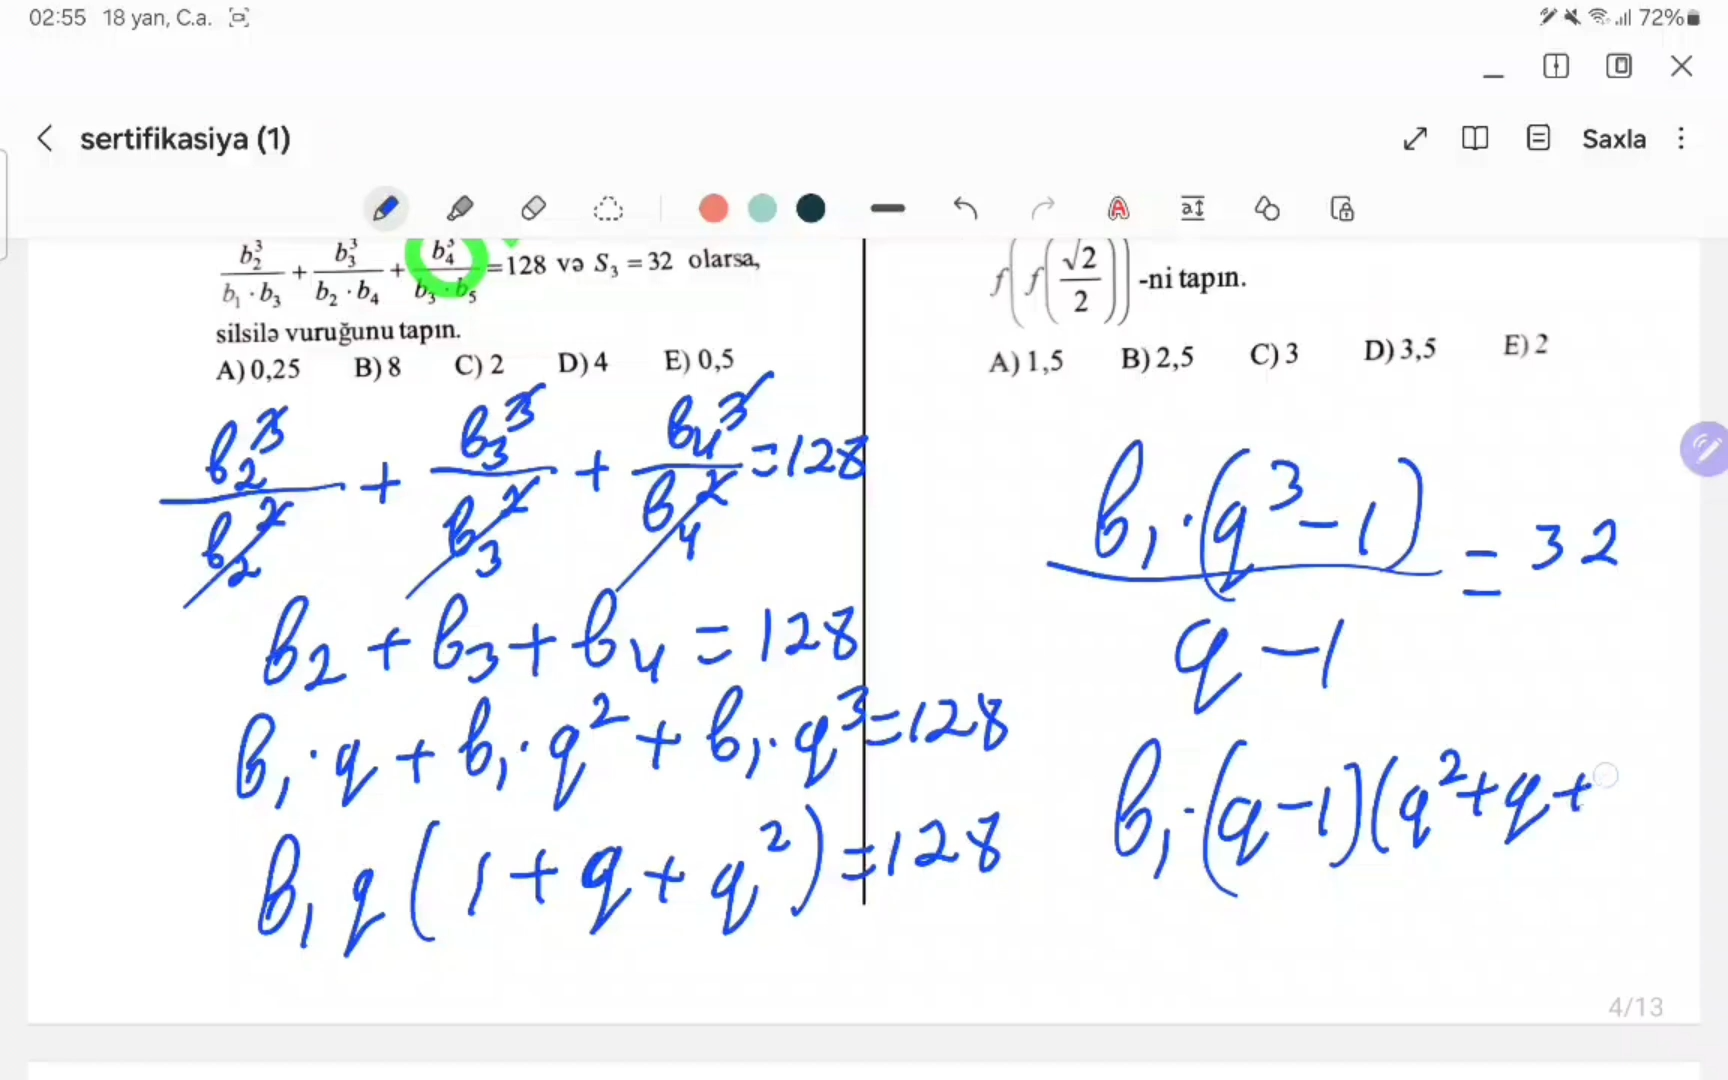 02:55 18 yan, C.a.
72%
sertifikasiya (1)
Saxla
b₂³/(b₁ · b₃) + b₃³/(b₂ · b₄) + b₄³/(b₃ · b₅) = 128 və S₃ = 32 olarsa,
silsilə vuruğunu tapın.
A) 0,25 B) 8 C) 2 D) 4 E) 0,5
b₂³/b₂² + b₃³/b₃² + b₄³/b₄² = 128
b₂ + b₃ + b₄ = 128
b₁ · q + b₁ · q² + b₁ · q³ = 128
b₁ q (1 + q + q²) = 128
f(f(√2/2)) -ni tapın.
A) 1,5 B) 2,5 C) 3 D) 3,5 E) 2
b₁ · (q³ − 1)/(q − 1) = 32
b₁ · (q − 1)(q² + q +
4/13